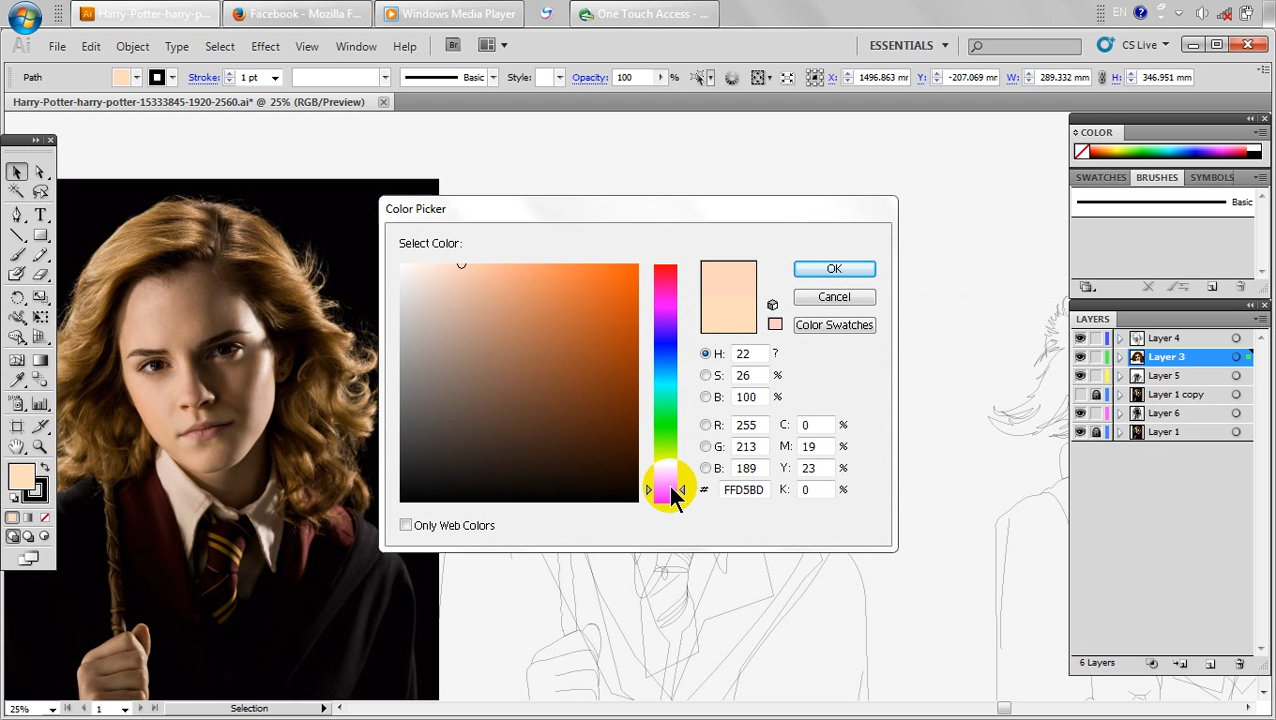 Harry-Potter-harry-p...
Facebook - Mozilla F...
Windows Media Player
One Touch Access - ...
EN
Ai File Edit Object Type Select Effect View Window Help Br ESSENTIALS CS Live
Path Stroke: 1 pt Basic Style: Opacity: 100 % X: 1496.863 mm Y: -207.069 mm W: 289.332 mm H: 346.951 mm
Harry-Potter-harry-potter-15333845-1920-2560.ai* @ 25% (RGB/Preview)
COLOR
SWATCHES BRUSHES SYMBOLS
Basic
LAYERS
Layer 4
Layer 3
Layer 5
Layer 1 copy
Layer 6
Layer 1
6 Layers
Color Picker
Select Color:
OK
Cancel
Color Swatches
H: 22 ?
S: 26 %
B: 100 %
R: 255 C: 0 %
G: 213 M: 19 %
B: 189 Y: 23 %
# FFD5BD K: 0 %
Only Web Colors
25% 1 Selection